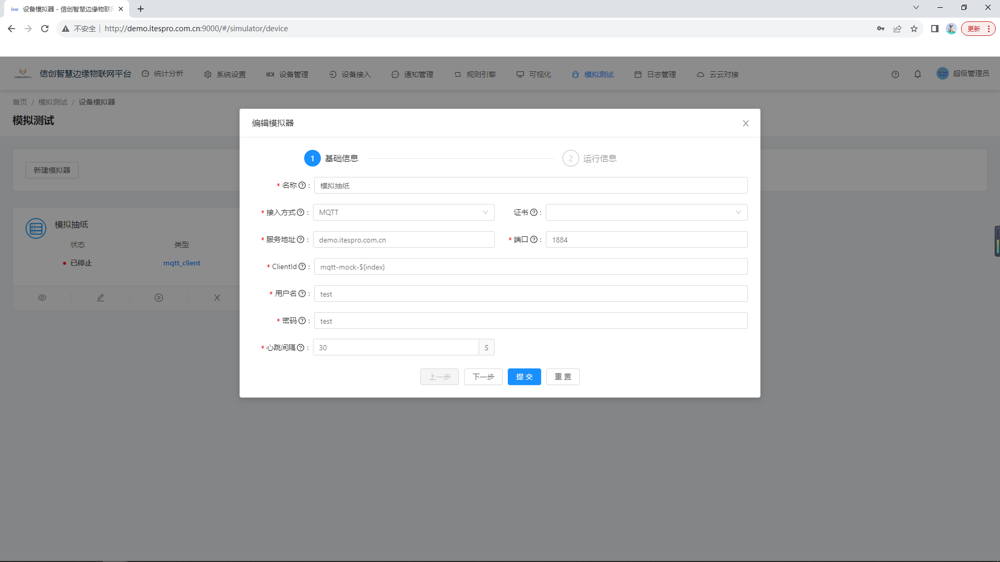 设备模拟器 - 信创智慧边缘物联网
不安全
http://demo.itespro.com.cn:9000/#/simulator/device
更新
信创智慧边缘物联网平台
统计分析
系统设置
设备管理
设备接入
通知管理
规则引擎
可视化
模拟测试
日志管理
云云对接
超级管理员
首页 / 模拟测试 / 设备模拟器
模拟测试
新建模拟器
模拟抽纸
状态
类型
已停止
mqtt_client
编辑模拟器
1 基础信息
2 运行信息
* 名称 : 模拟抽纸
* 接入方式 : MQTT
证书 :
* 服务地址 : demo.itespro.com.cn
* 端口 : 1884
* ClientId : mqtt-mock-${index}
* 用户名 : test
* 密码 : test
* 心跳间隔 : 30 S
上一步
下一步
提 交
重 置